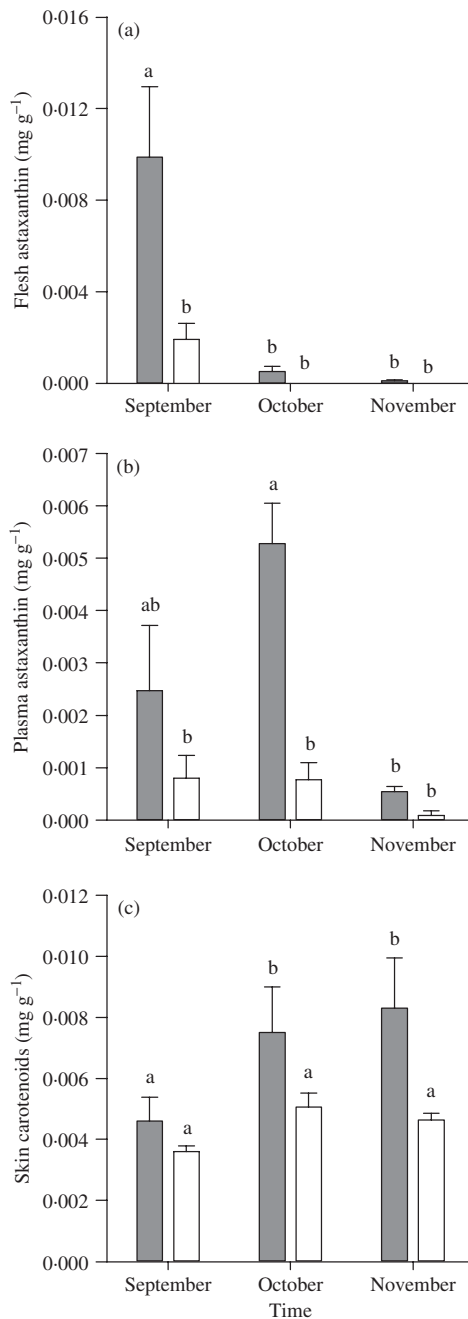 (a)
Flesh astaxanthin (mg g⁻¹)
0·016
0·012
0·008
0·004
0·000
a
b
b
b
b
b
September
October
November
(b)
Plasma astaxanthin (mg g⁻¹)
0·007
0·006
0·005
0·004
0·003
0·002
0·001
0·000
ab
b
a
b
b
b
September
October
November
(c)
Skin carotenoids (mg g⁻¹)
0·012
0·010
0·008
0·006
0·004
0·002
0·000
a
a
b
a
b
a
September
October
November
Time